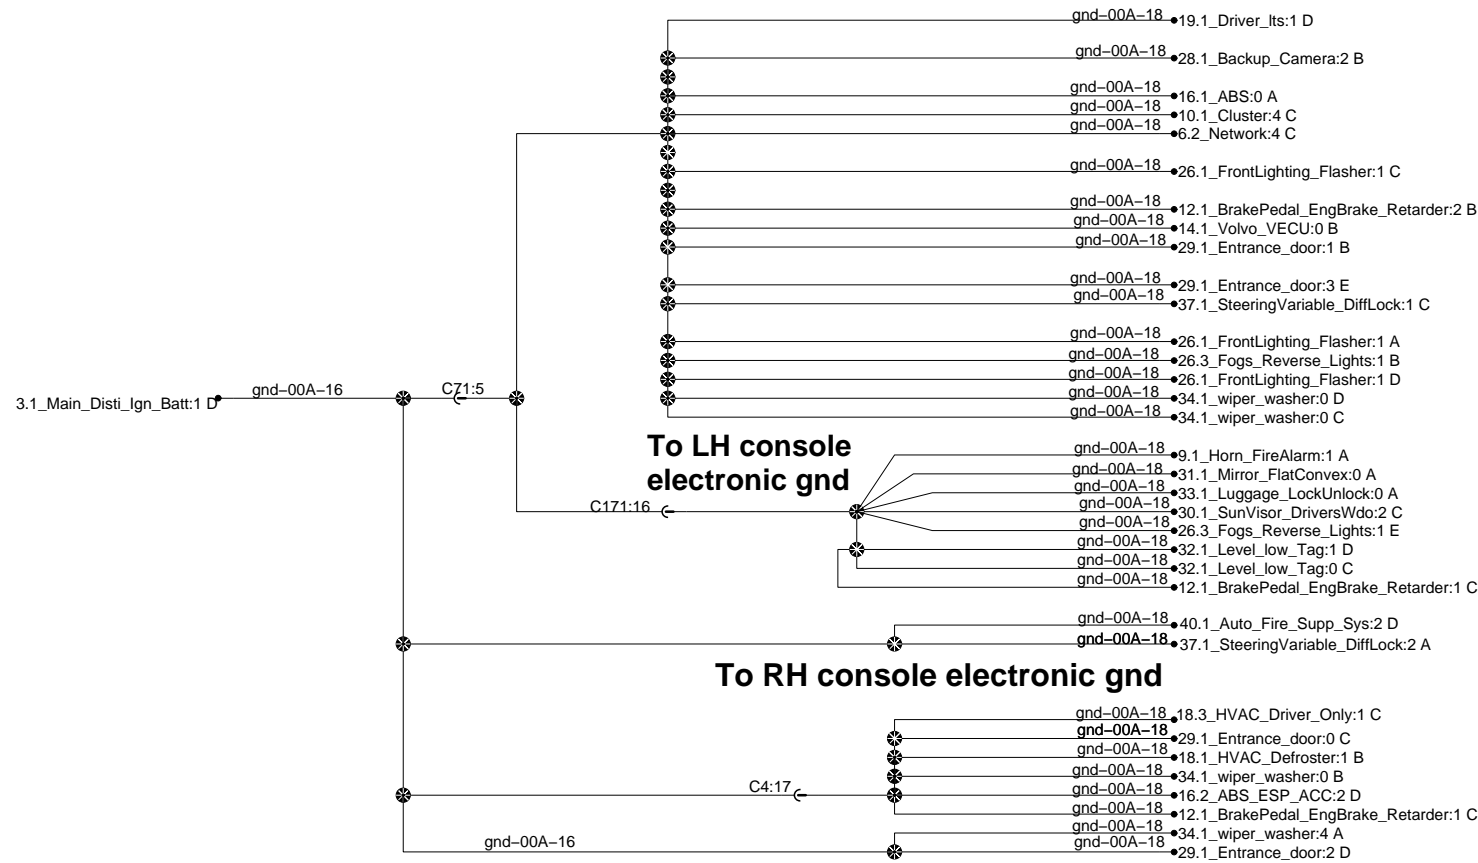 gnd-00A-18 19.1_Driver_lts:1 D
gnd-00A-18 28.1_Backup_Camera:2 B
gnd-00A-18 16.1_ABS:0 A
gnd-00A-18 10.1_Cluster:4 C
gnd-00A-18 6.2_Network:4 C
gnd-00A-18 26.1_FrontLighting_Flasher:1 C
gnd-00A-18 12.1_BrakePedal_EngBrake_Retarder:2 B
gnd-00A-18 14.1_Volvo_VECU:0 B
gnd-00A-18 29.1_Entrance_door:1 B
gnd-00A-18 29.1_Entrance_door:3 E
gnd-00A-18 37.1_SteeringVariable_DiffLock:1 C
gnd-00A-18 26.1_FrontLighting_Flasher:1 A
gnd-00A-18 26.3_Fogs_Reverse_Lights:1 B
gnd-00A-18 26.1_FrontLighting_Flasher:1 D
3.1_Main_Disti_Ign_Batt:1 D gnd-00A-16 C71:5
gnd-00A-18 34.1_wiper_washer:0 D
gnd-00A-18 34.1_wiper_washer:0 C
To LH console
electronic gnd
gnd-00A-18 9.1_Horn_FireAlarm:1 A
gnd-00A-18 31.1_Mirror_FlatConvex:0 A
gnd-00A-18 33.1_Luggage_LockUnlock:0 A
C171:16
gnd-00A-18 30.1_SunVisor_DriversWdo:2 C
gnd-00A-18 26.3_Fogs_Reverse_Lights:1 E
gnd-00A-18 32.1_Level_low_Tag:1 D
gnd-00A-18 32.1_Level_low_Tag:0 C
gnd-00A-18 12.1_BrakePedal_EngBrake_Retarder:1 C
gnd-00A-18 40.1_Auto_Fire_Supp_Sys:2 D
gnd-00A-18 37.1_SteeringVariable_DiffLock:2 A
To RH console electronic gnd
gnd-00A-18 18.3_HVAC_Driver_Only:1 C
gnd-00A-18 29.1_Entrance_door:0 C
gnd-00A-18 18.1_HVAC_Defroster:1 B
gnd-00A-18 34.1_wiper_washer:0 B
C4:17
gnd-00A-18 16.2_ABS_ESP_ACC:2 D
gnd-00A-18 12.1_BrakePedal_EngBrake_Retarder:1 C
gnd-00A-18 34.1_wiper_washer:4 A
gnd-00A-16
gnd-00A-18 29.1_Entrance_door:2 D